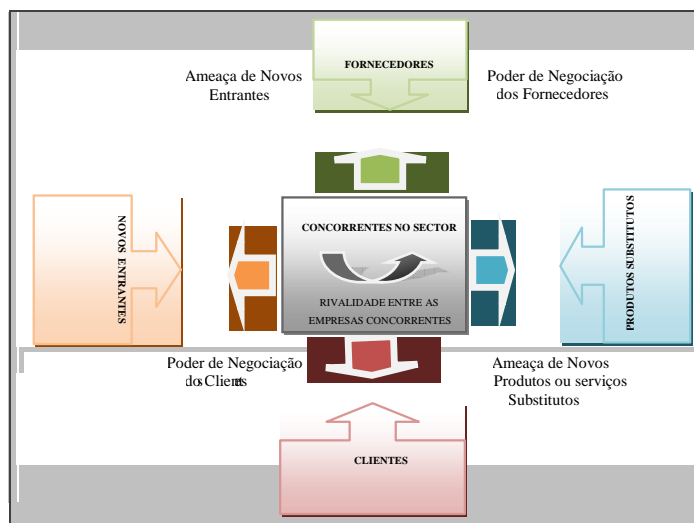 FORNECEDORES
Ameaça de Novos
Entrantes
Poder de Negociação
dos Fornecedores
NOVOS
ENTRANTES
CONCORRENTES NO SECTOR
RIVALIDADE ENTRE AS
EMPRESAS CONCORRENTES
PRODUTOS SUBSTITUTOS
Poder de Negociação
dos Clientes
Ameaça de Novos
Produtos ou serviços
Substitutos
CLIENTES